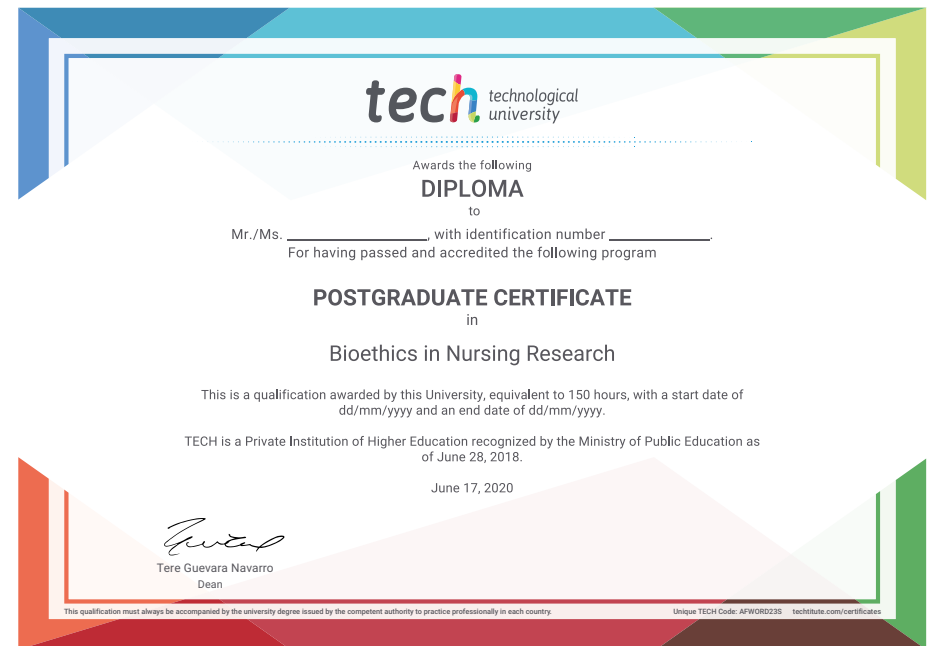 tech technological
university
Awards the following
DIPLOMA
to
Mr./Ms. ____________________, with identification number ______________.
For having passed and accredited the following program
POSTGRADUATE CERTIFICATE
in
Bioethics in Nursing Research
This is a qualification awarded by this University, equivalent to 150 hours, with a start date of
dd/mm/yyyy and an end date of dd/mm/yyyy.
TECH is a Private Institution of Higher Education recognized by the Ministry of Public Education as
of June 28, 2018.
June 17, 2020
Tere Guevara Navarro
Dean
This qualification must always be accompanied by the university degree issued by the competent authority to practice professionally in each country.
Unique TECH Code: AFWORD23S techtitute.com/certificates